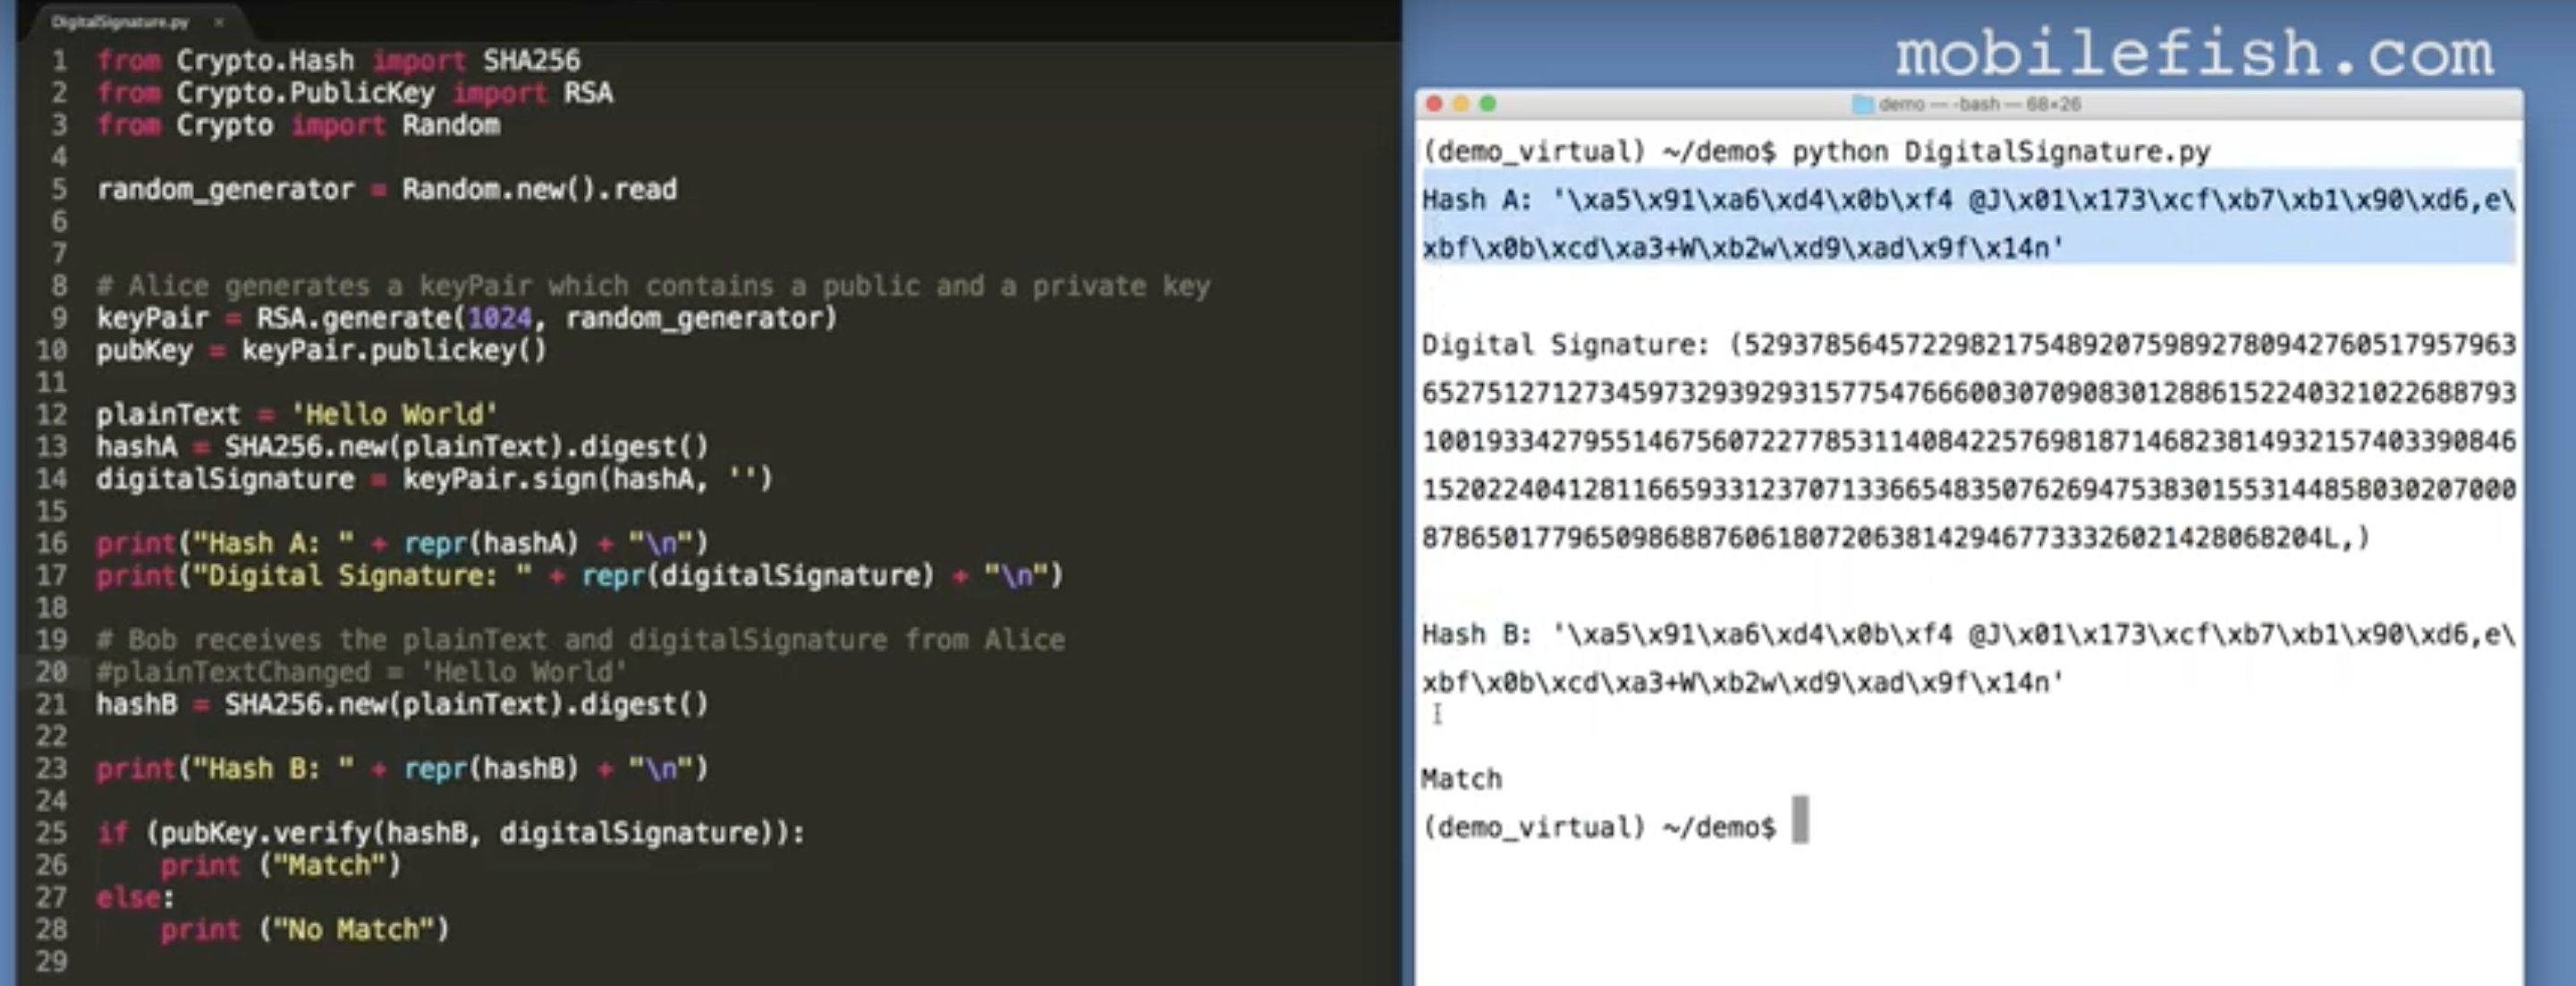 DigitalSignature.py ×
1 from Crypto.Hash import SHA256
2 from Crypto.PublicKey import RSA
3 from Crypto import Random
4
5 random_generator = Random.new().read
6
7
8 # Alice generates a keyPair which contains a public and a private key
9 keyPair = RSA.generate(1024, random_generator)
10 pubKey = keyPair.publickey()
11
12 plainText = 'Hello World'
13 hashA = SHA256.new(plainText).digest()
14 digitalSignature = keyPair.sign(hashA, '')
15
16 print("Hash A: " + repr(hashA) + "\n")
17 print("Digital Signature: " + repr(digitalSignature) + "\n")
18
19 # Bob receives the plainText and digitalSignature from Alice
20 #plainTextChanged = 'Hello World'
21 hashB = SHA256.new(plainText).digest()
22
23 print("Hash B: " + repr(hashB) + "\n")
24
25 if (pubKey.verify(hashB, digitalSignature)):
26     print ("Match")
27 else:
28     print ("No Match")
29
mobilefish.com
demo — -bash — 68×26
(demo_virtual) ~/demo$ python DigitalSignature.py
Hash A: '\xa5\x91\xa6\xd4\x0b\xf4 @J\x01\x173\xcf\xb7\xb1\x90\xd6,e\
xbf\x0b\xcd\xa3+W\xb2w\xd9\xad\x9f\x14n'
Digital Signature: (529378564572298217548920759892780942760517957963
65275127127345973293929315775476660030709083012886152240321022688793
10019334279551467560722778531140842257698187146823814932157403390846
15202240412811665933123707133665483507626947538301553144858030207000
87865017796509868876061807206381429467733326021428068204L,)
Hash B: '\xa5\x91\xa6\xd4\x0b\xf4 @J\x01\x173\xcf\xb7\xb1\x90\xd6,e\
xbf\x0b\xcd\xa3+W\xb2w\xd9\xad\x9f\x14n'
Match
(demo_virtual) ~/demo$